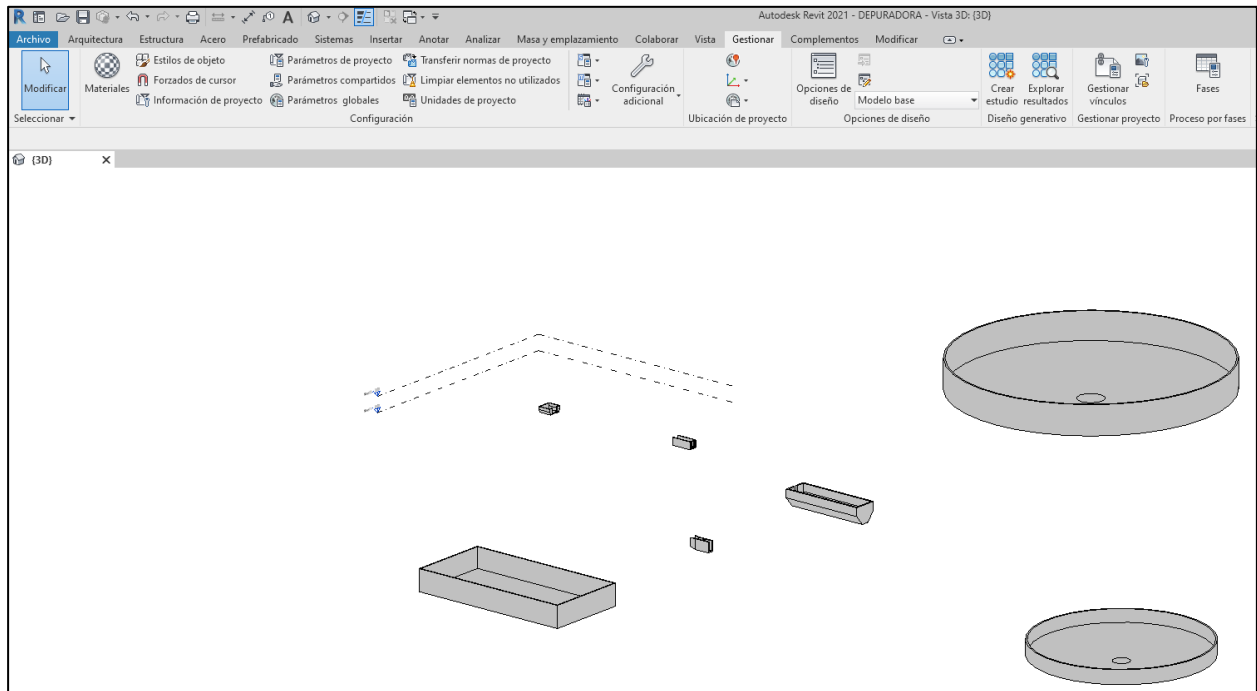 Autodesk Revit 2021 - DEPURADORA - Vista 3D: {3D}
Archivo Arquitectura Estructura Acero Prefabricado Sistemas Insertar Anotar Analizar Masa y emplazamiento Colaborar Vista Gestionar Complementos Modificar
Modificar
Seleccionar
Materiales
Estilos de objeto
Forzados de cursor
Información de proyecto
Parámetros de proyecto
Parámetros compartidos
Parámetros globales
Transferir normas de proyecto
Limpiar elementos no utilizados
Unidades de proyecto
Configuración
adicional
Configuración
Ubicación de proyecto
Opciones de
diseño
Modelo base
Opciones de diseño
Crear
estudio
Explorar
resultados
Diseño generativo
Gestionar
vínculos
Gestionar proyecto
Fases
Proceso por fases
{3D}